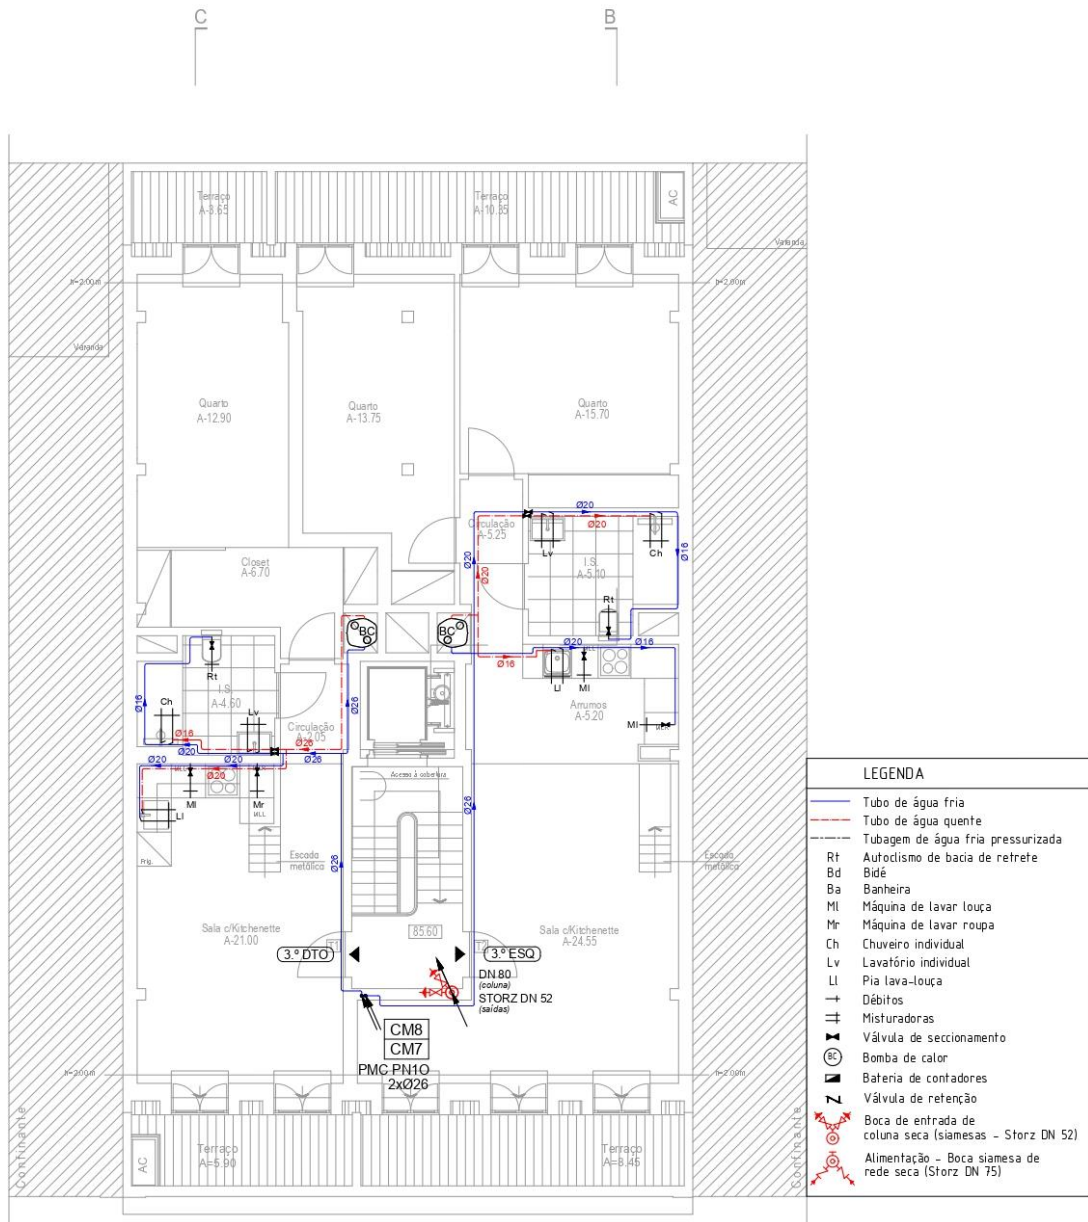 C
B
Terraço
A-3.65
Terraço
A-10.35
AC
Varanda
h=2.00m
h=2.00m
Varanda
Quarto
A-12.90
Quarto
A-13.75
Quarto
A-15.70
Ø20
Circulação
A-5.25
Ø20
Lv
Ch
Ø16
Closet
A-6.70
Ø20
Ø20
I.S.
A-5.10
Rt
BC
BC
Ø20
Ø16
Ø16
Rt
I.S.
A-4.60
Ll
Ml
Arrumos
A-5.20
Ch
Lv
Ø16
Ø26
Ml
MLR
Circulação
A-2.05
Ø16
Ø26
Ø20
Ø26
Ø20
Ø20
Ø20
MLL
Acesso à cobertura
Ml
Mr
MLL
Ll
Ø26
Frig.
Escada
metálica
Ø26
Escada
metálica
Sala c/Kitchenette
A-21.00
85.60
Sala c/Kitchenette
A-24.55
3.º DTO
T1
T2
3.º ESQ
DN 80
(coluna)
STORZ DN 52
(saídas)
CM8
CM7
PMC PN10
2xØ26
h=2.00m
h=2.00m
Confinante
Confinante
Terraço
A=5.90
Terraço
A=8.45
AC
LEGENDA
Tubo de água fria
Tubo de água quente
Tubagem de água fria pressurizada
Rt Autoclismo de bacia de retrete
Bd Bidé
Ba Banheira
Ml Máquina de lavar louça
Mr Máquina de lavar roupa
Ch Chuveiro individual
Lv Lavatório individual
Ll Pia lava-louça
Débitos
Misturadoras
Válvula de seccionamento
BC Bomba de calor
Bateria de contadores
Válvula de retenção
Boca de entrada de
coluna seca (siamesas - Storz DN 52)
Alimentação - Boca siamesa de
rede seca (Storz DN 75)